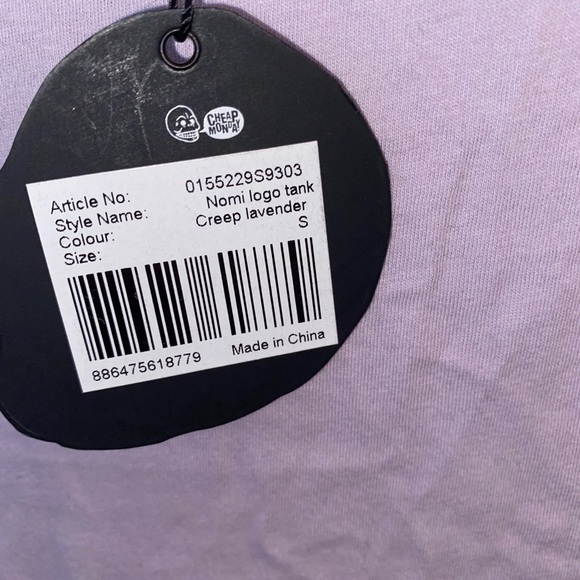 CHEAP
MONDAY
Article No: 0155229S9303
Style Name: Nomi logo tank
Colour: Creep lavender
Size: S
886475618779 Made in China